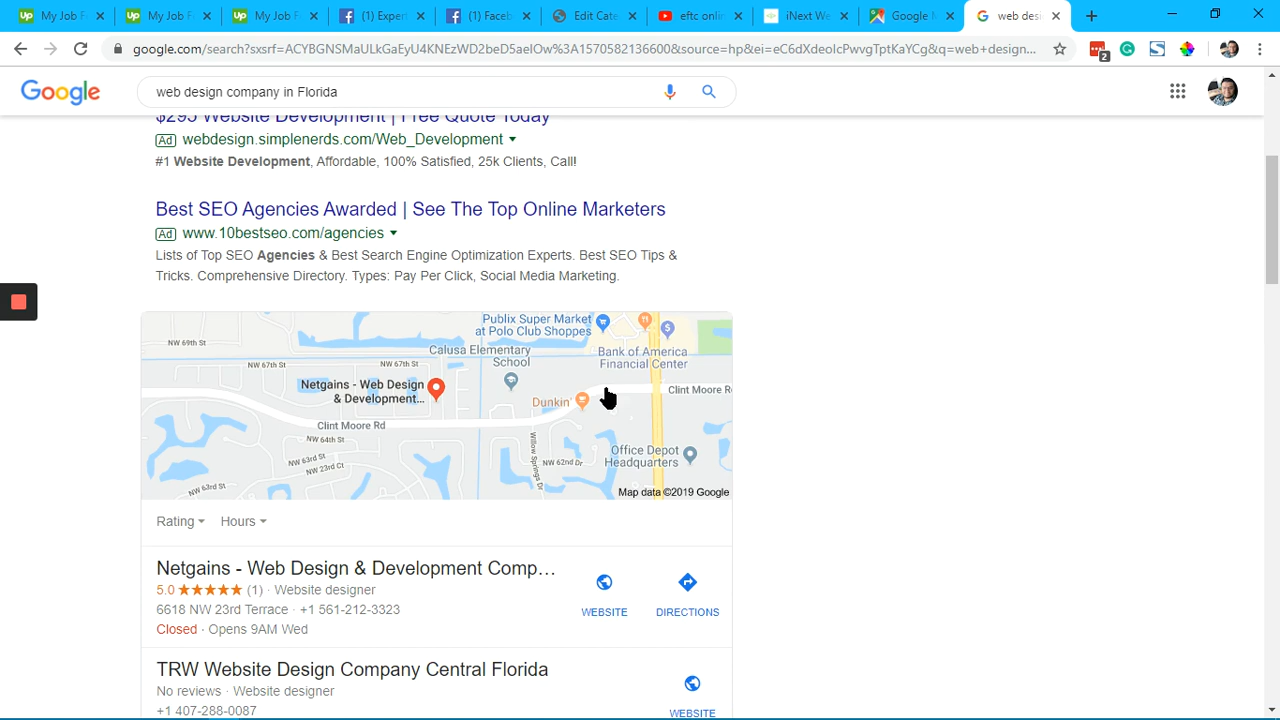 Up My Job F
Up My Job F
Up My Job F
(1) Exper
(1) Faceb
Edit Cate
eftc onlin
iNext We
Google M
web desi
google.com/search?sxsrf=ACYBGNSMaULkGaEyU4KNEzWD2beD5aeIOw%3A1570582136600&source=hp&ei=eC6dXdeoIcPwvgTptKaYCg&q=web+design...
2
Google
web design company in Florida
$295 Website Development | Free Quote Today
Ad webdesign.simplenerds.com/Web_Development
#1 Website Development, Affordable, 100% Satisfied, 25k Clients, Call!
Best SEO Agencies Awarded | See The Top Online Marketers
Ad www.10bestseo.com/agencies
Lists of Top SEO Agencies & Best Search Engine Optimization Experts. Best SEO Tips &
Tricks. Comprehensive Directory. Types: Pay Per Click, Social Media Marketing.
Publix Super Market
at Polo Club Shoppes
NW 69th St
Calusa Elementary
School
Bank of America
Financial Center
NW 67th St
NW 67th St
Netgains - Web Design
& Development...
Clint Moore R
Dunkin'
Clint Moore Rd
NW 64th St
Office Depot
Headquarters
NW 63rd St
NW 63rd Ct
NW 62nd Dr
Willow Springs Dr
NW 63rd St
Map data ©2019 Google
Rating
Hours
Netgains - Web Design & Development Comp...
5.0 (1) · Website designer
6618 NW 23rd Terrace · +1 561-212-3323
Closed · Opens 9AM Wed
WEBSITE
DIRECTIONS
TRW Website Design Company Central Florida
No reviews · Website designer
+1 407-288-0087
WEBSITE